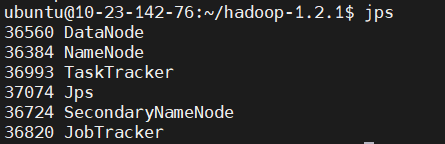 ubuntu@10-23-142-76:~/hadoop-1.2.1$ jps
36560 DataNode
36384 NameNode
36993 TaskTracker
37074 Jps
36724 SecondaryNameNode
36820 JobTracker